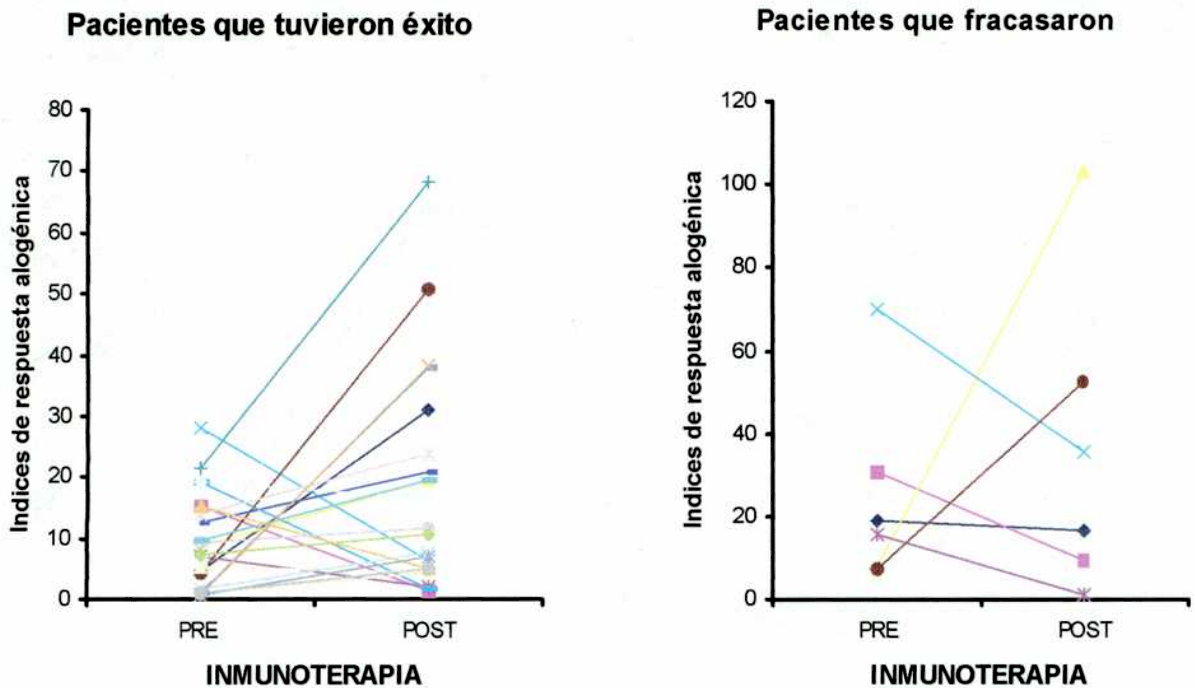 Pacientes que tuvieron éxito
Indices de respuesta alogénica
80
70
60
50
40
30
20
10
0
PRE
POST
INMUNOTERAPIA
Pacientes que fracasaron
Indices de respuesta alogénica
120
100
80
60
40
20
0
PRE
POST
INMUNOTERAPIA